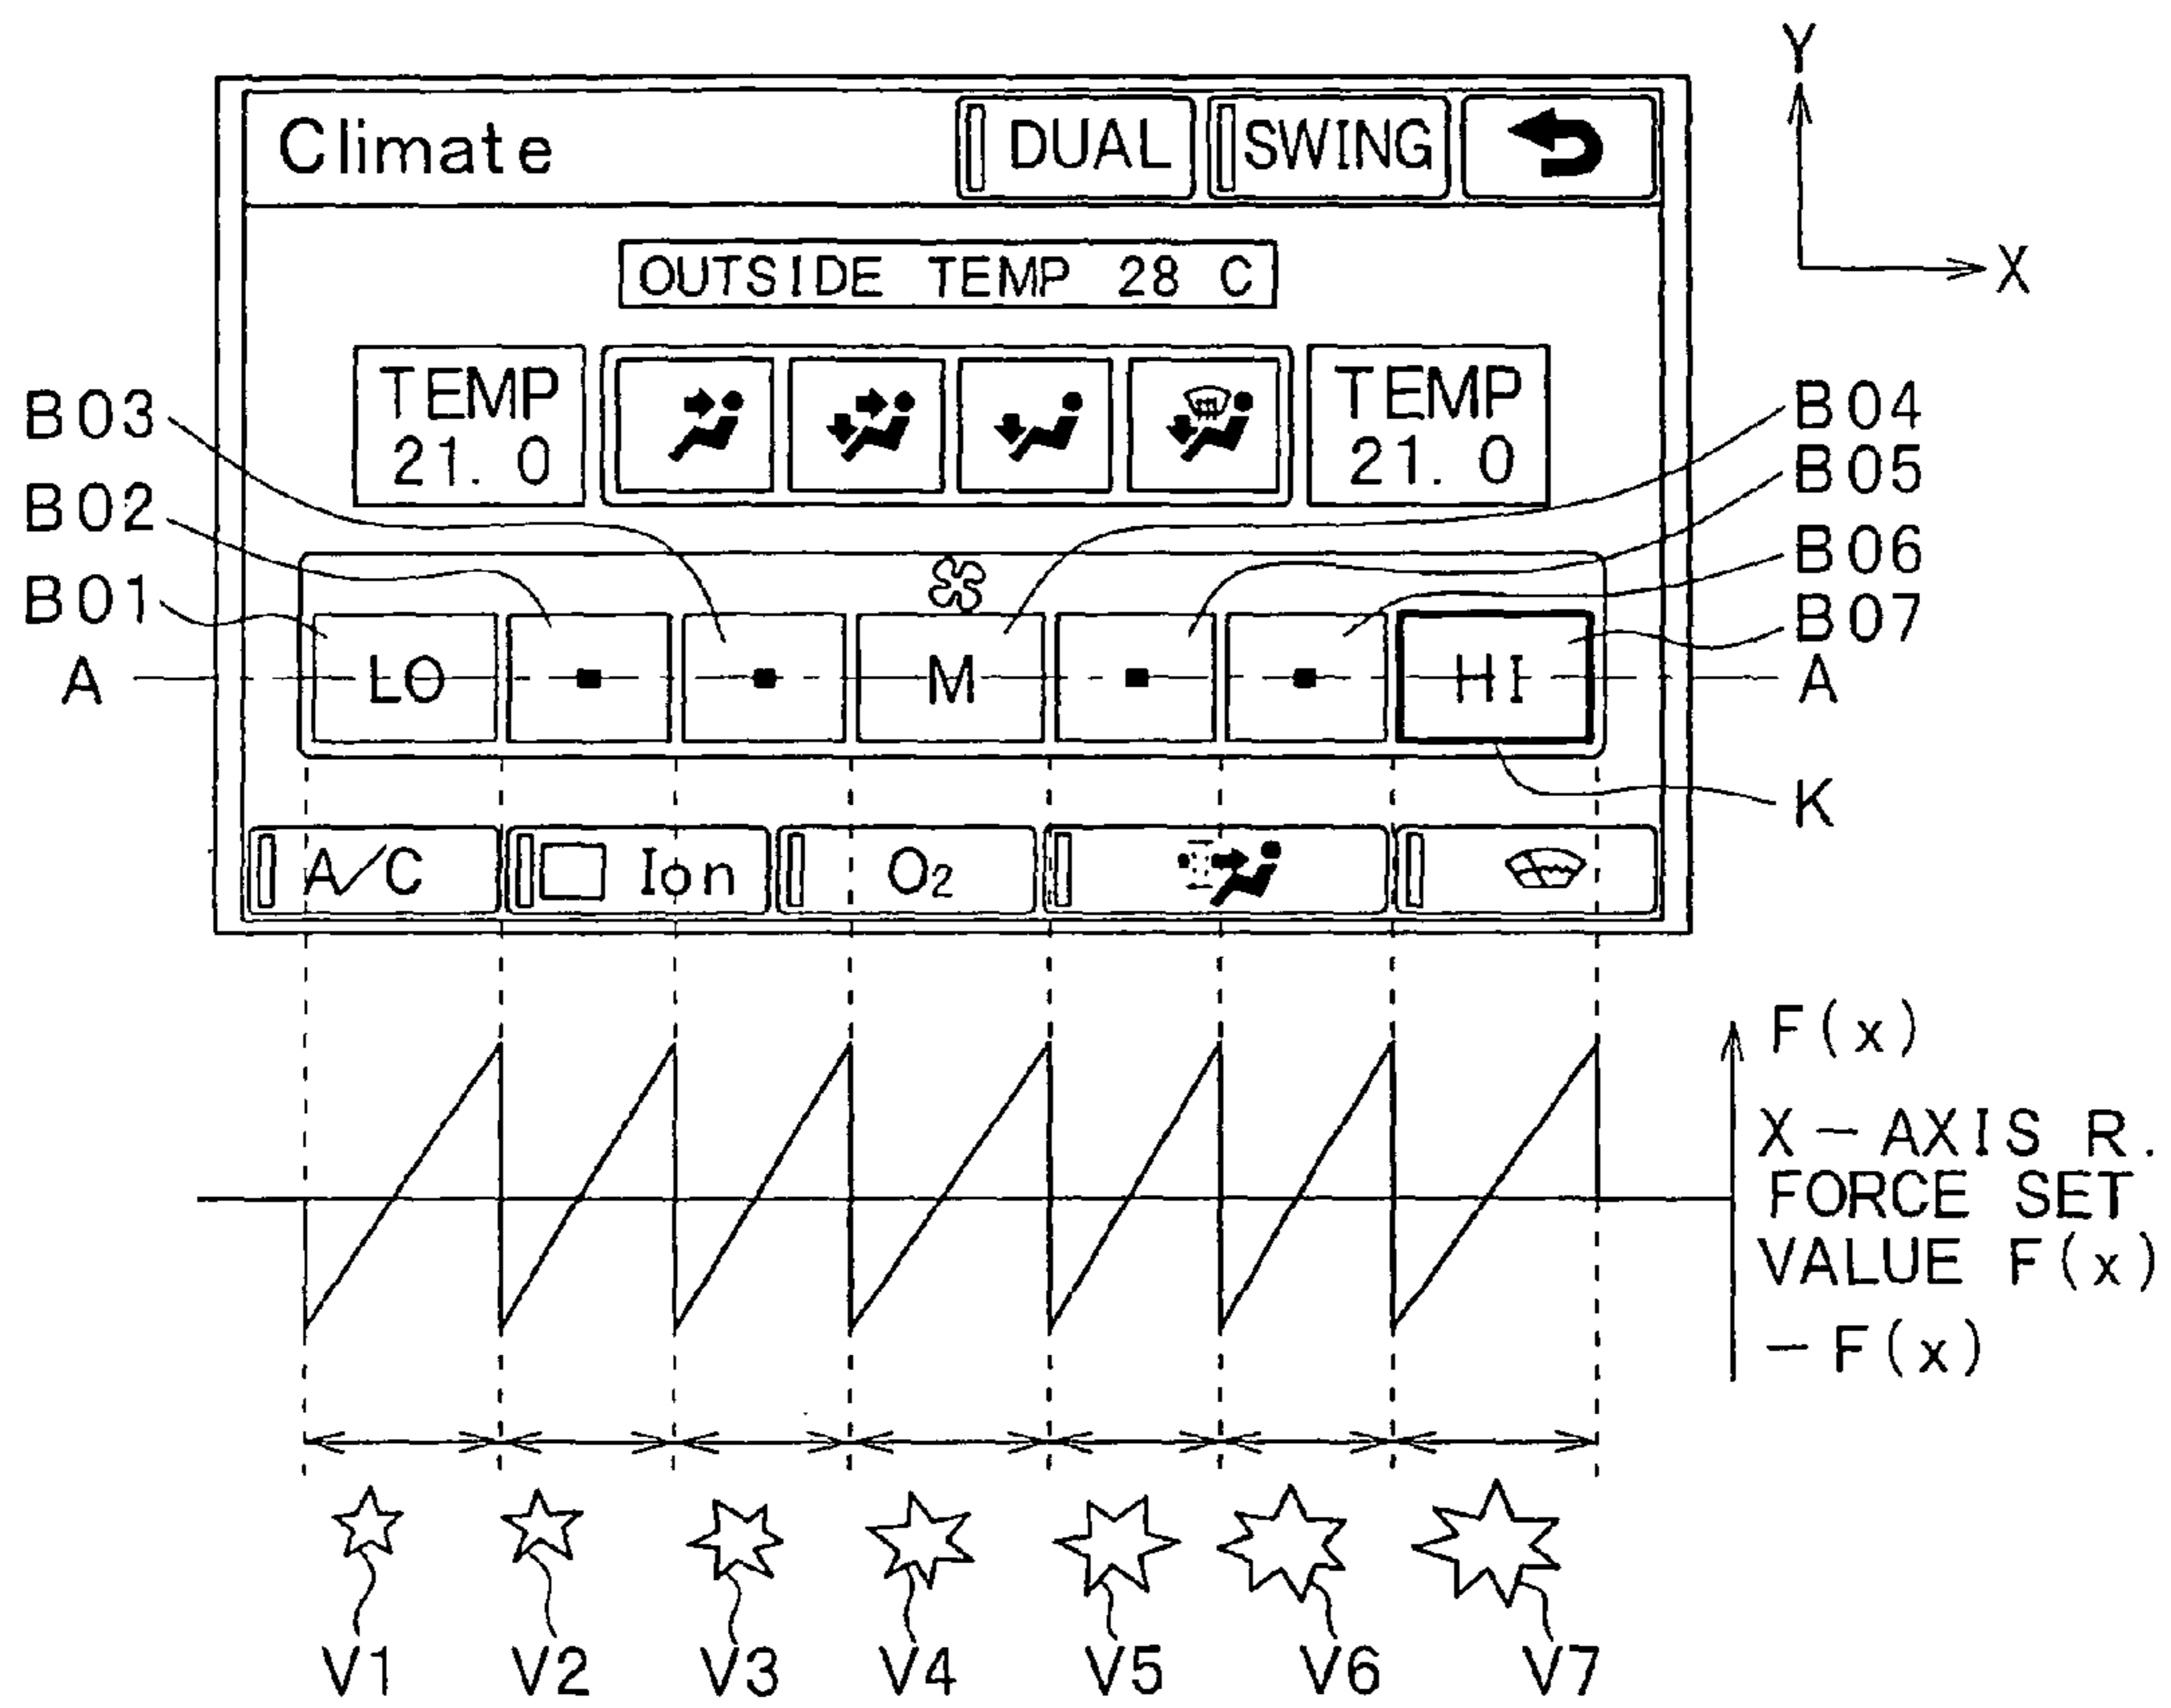 Y
Climate DUAL SWING
X
OUTSIDE TEMP 28 C
TEMP 21. 0
TEMP 21. 0
B03
B02
B01
A
B04
B05
B06
B07
A
LO M HI
K
A/C Ion O2
F(x)
X-AXIS R.
FORCE SET
VALUE F(x)
-F(x)
V1 V2 V3 V4 V5 V6 V7